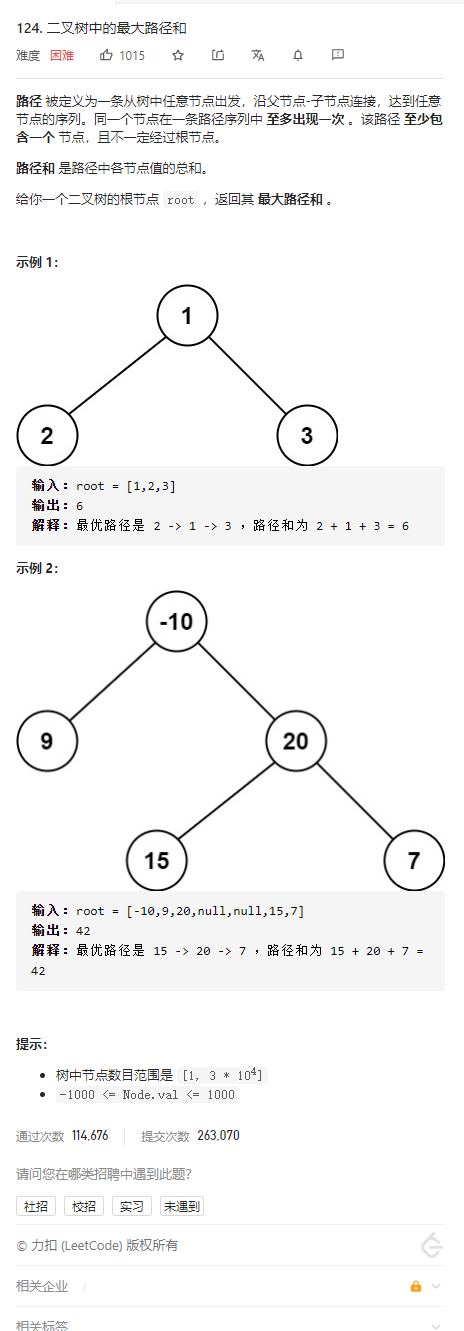 124. 二叉树中的最大路径和
难度 困难 1015
路径 被定义为一条从树中任意节点出发，沿父节点-子节点连接，达到任意
节点的序列。同一个节点在一条路径序列中 至多出现一次 。该路径 至少包
含一个 节点，且不一定经过根节点。
路径和 是路径中各节点值的总和。
给你一个二叉树的根节点 root ，返回其 最大路径和 。
示例 1：
1
2 3
输入：root = [1,2,3]
输出：6
解释：最优路径是 2 -> 1 -> 3 ，路径和为 2 + 1 + 3 = 6
示例 2：
-10
9 20
15 7
输入：root = [-10,9,20,null,null,15,7]
输出：42
解释：最优路径是 15 -> 20 -> 7 ，路径和为 15 + 20 + 7 =
42
提示：
• 树中节点数目范围是 [1, 3 * 10⁴]
• -1000 <= Node.val <= 1000
通过次数 114,676 提交次数 263,070
请问您在哪类招聘中遇到此题？
社招 校招 实习 未遇到
© 力扣 (LeetCode) 版权所有
相关企业 i
相关标签